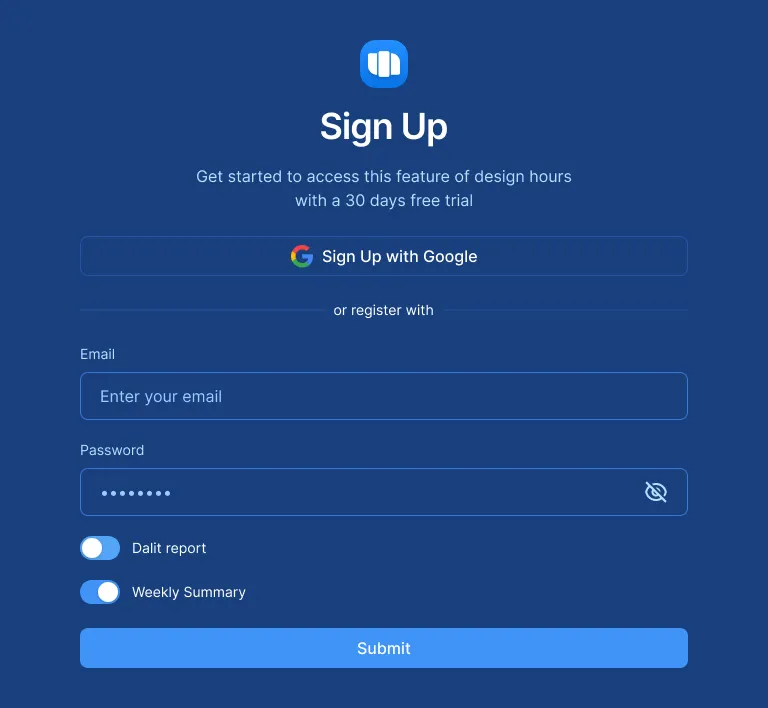 Sign Up
Get started to access this feature of design hours
with a 30 days free trial
Sign Up with Google
or register with
Email
Enter your email
Password
••••••••
Dalit report
Weekly Summary
Submit